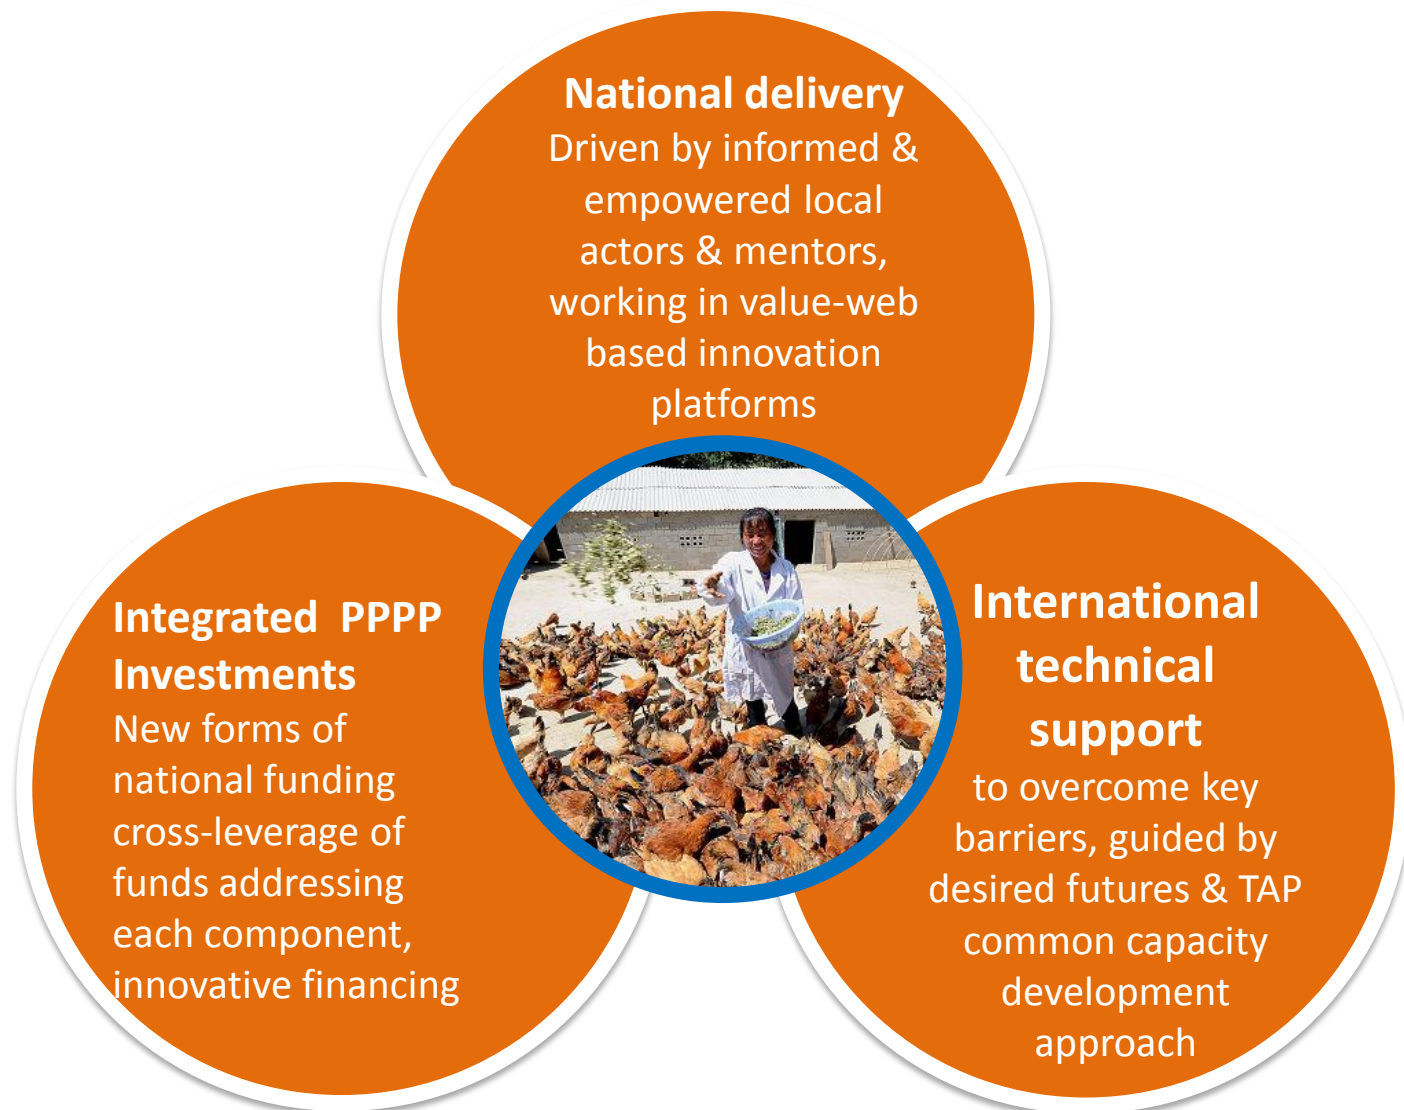 National delivery
Driven by informed &
empowered local
actors & mentors,
working in value-web
based innovation
platforms
Integrated PPPP
Investments
New forms of
national funding
cross-leverage of
funds addressing
each component,
innovative financing
International
technical
support
to overcome key
barriers, guided by
desired futures & TAP
common capacity
development
approach